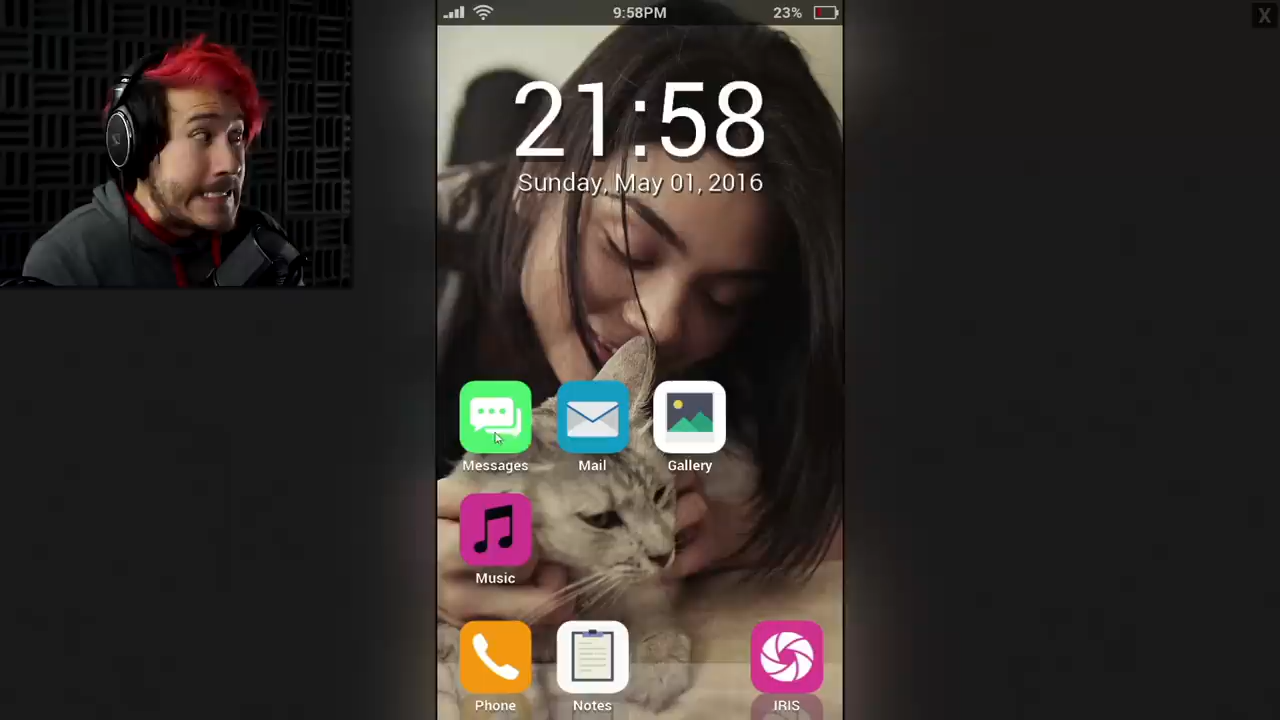 9:58PM
23%
X
21:58
Sunday, May 01, 2016
Messages
Mail
Gallery
Music
Phone
Notes
IRIS